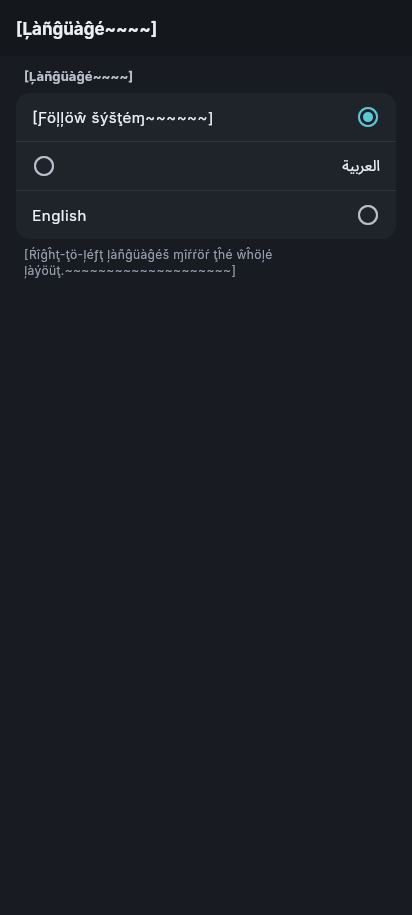 [Ļàñĝüàĝé~~~~]
[Ļàñĝüàĝé~~~~]
[Ƒöļļöŵ šýšţéɱ~~~~~~]
العربية
English
[Ŕîĝĥţ-ţö-ļéƒţ ļàñĝüàĝéš ɱîŕŕöŕ ţĥé ŵĥöļé
ļàýöüţ.~~~~~~~~~~~~~~~~~~~~]